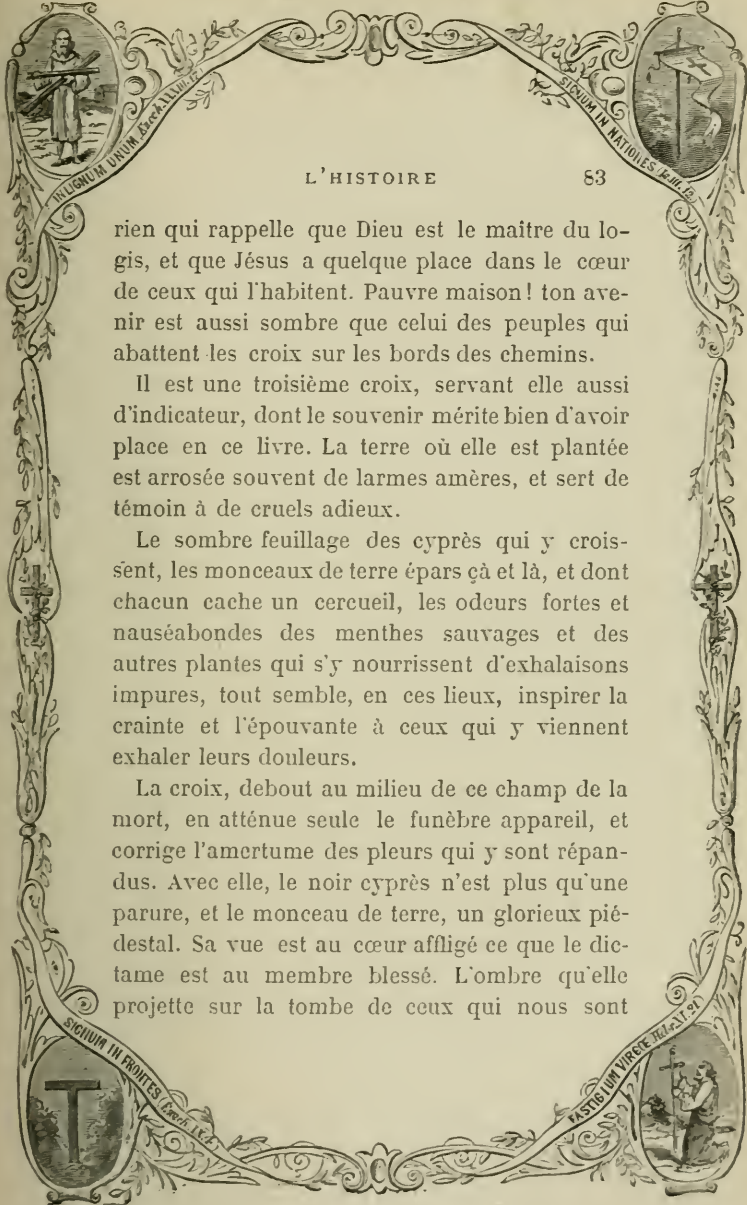 IN LIGNUM UNUM
SIGNUM IN NATIONES
L'HISTOIRE 83
rien qui rappelle que Dieu est le maître du lo-
gis, et que Jésus a quelque place dans le cœur
de ceux qui l'habitent. Pauvre maison! ton ave-
nir est aussi sombre que celui des peuples qui
abattent les croix sur les bords des chemins.
Il est une troisième croix, servant elle aussi
d'indicateur, dont le souvenir mérite bien d'avoir
place en ce livre. La terre où elle est plantée
est arrosée souvent de larmes amères, et sert de
témoin à de cruels adieux.
Le sombre feuillage des cyprès qui y crois-
sent, les monceaux de terre épars çà et là, et dont
chacun cache un cercueil, les odeurs fortes et
nauséabondes des menthes sauvages et des
autres plantes qui s'y nourrissent d'exhalaisons
impures, tout semble, en ces lieux, inspirer la
crainte et l'épouvante à ceux qui y viennent
exhaler leurs douleurs.
La croix, debout au milieu de ce champ de la
mort, en atténue seule le funèbre appareil, et
corrige l'amertume des pleurs qui y sont répan-
dus. Avec elle, le noir cyprès n'est plus qu'une
parure, et le monceau de terre, un glorieux pié-
destal. Sa vue est au cœur affligé ce que le dic-
tame est au membre blessé. L'ombre qu'elle
projette sur la tombe de ceux qui nous sont
SIGNUM IN FRONTES
FASTIGIUM VIRGÆ